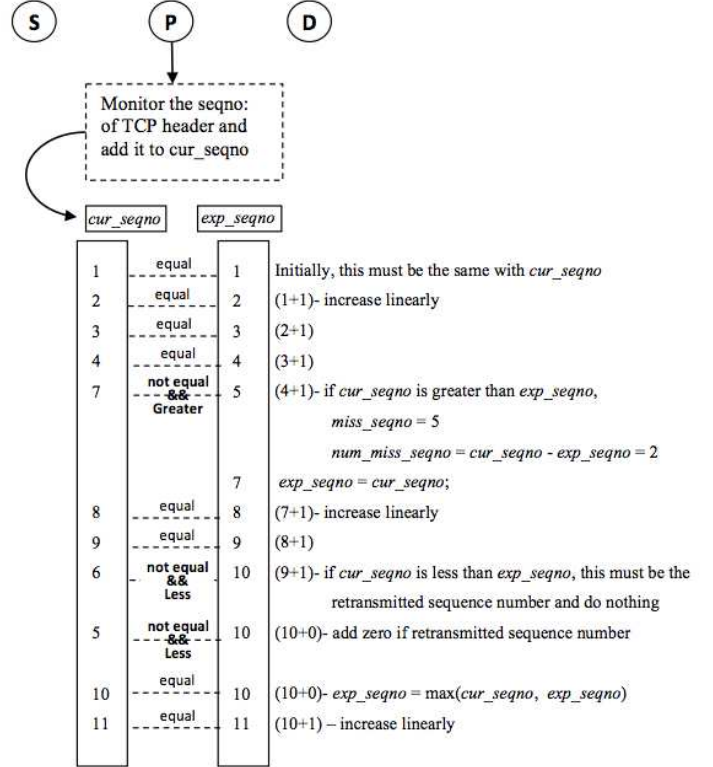 S P D
Monitor the seqno:
of TCP header and
add it to cur_seqno
cur_seqno exp_seqno
1 equal 1 Initially, this must be the same with cur_seqno
2 equal 2 (1+1)- increase linearly
3 equal 3 (2+1)
4 equal 4 (3+1)
7 not equal && Greater 5 (4+1)- if cur_seqno is greater than exp_seqno,
miss_seqno = 5
num_miss_seqno = cur_seqno - exp_seqno = 2
7 exp_seqno = cur_seqno;
8 equal 8 (7+1)- increase linearly
9 equal 9 (8+1)
6 not equal && Less 10 (9+1)- if cur_seqno is less than exp_seqno, this must be the
retransmitted sequence number and do nothing
5 not equal && Less 10 (10+0)- add zero if retransmitted sequence number
10 equal 10 (10+0)- exp_seqno = max(cur_seqno, exp_seqno)
11 equal 11 (10+1) – increase linearly